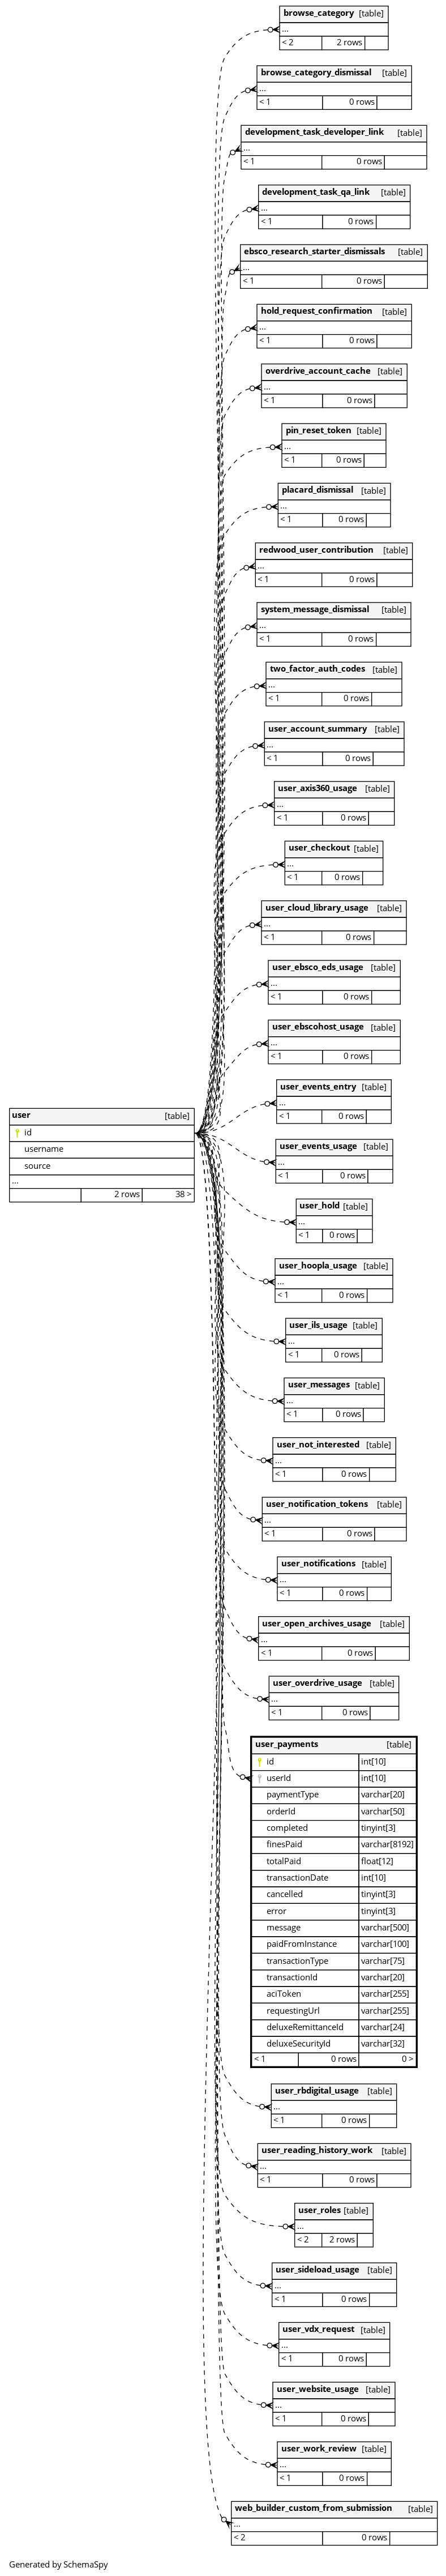 browse_category [table]
...
< 2 2 rows
browse_category_dismissal [table]
...
< 1 0 rows
development_task_developer_link [table]
...
< 1 0 rows
development_task_qa_link [table]
...
< 1 0 rows
ebsco_research_starter_dismissals [table]
...
< 1 0 rows
hold_request_confirmation [table]
...
< 1 0 rows
overdrive_account_cache [table]
...
< 1 0 rows
pin_reset_token [table]
...
< 1 0 rows
placard_dismissal [table]
...
< 1 0 rows
redwood_user_contribution [table]
...
< 1 0 rows
system_message_dismissal [table]
...
< 1 0 rows
two_factor_auth_codes [table]
...
< 1 0 rows
user_account_summary [table]
...
< 1 0 rows
user_axis360_usage [table]
...
< 1 0 rows
user_checkout [table]
...
< 1 0 rows
user_cloud_library_usage [table]
...
< 1 0 rows
user_ebsco_eds_usage [table]
...
< 1 0 rows
user_ebscohost_usage [table]
...
< 1 0 rows
user_events_entry [table]
...
< 1 0 rows
user [table]
id
username
source
...
2 rows 38 >
user_events_usage [table]
...
< 1 0 rows
user_hold [table]
...
< 1 0 rows
user_hoopla_usage [table]
...
< 1 0 rows
user_ils_usage [table]
...
< 1 0 rows
user_messages [table]
...
< 1 0 rows
user_not_interested [table]
...
< 1 0 rows
user_notification_tokens [table]
...
< 1 0 rows
user_notifications [table]
...
< 1 0 rows
user_open_archives_usage [table]
...
< 1 0 rows
user_overdrive_usage [table]
...
< 1 0 rows
user_payments [table]
id int[10]
userId int[10]
paymentType varchar[20]
orderId varchar[50]
completed tinyint[3]
finesPaid varchar[8192]
totalPaid float[12]
transactionDate int[10]
cancelled tinyint[3]
error tinyint[3]
message varchar[500]
paidFromInstance varchar[100]
transactionType varchar[75]
transactionId varchar[20]
aciToken varchar[255]
requestingUrl varchar[255]
deluxeRemittanceId varchar[24]
deluxeSecurityId varchar[32]
< 1 0 rows 0 >
user_rbdigital_usage [table]
...
< 1 0 rows
user_reading_history_work [table]
...
< 1 0 rows
user_roles [table]
...
< 2 2 rows
user_sideload_usage [table]
...
< 1 0 rows
user_vdx_request [table]
...
< 1 0 rows
user_website_usage [table]
...
< 1 0 rows
user_work_review [table]
...
< 1 0 rows
web_builder_custom_from_submission [table]
...
< 2 0 rows
Generated by SchemaSpy